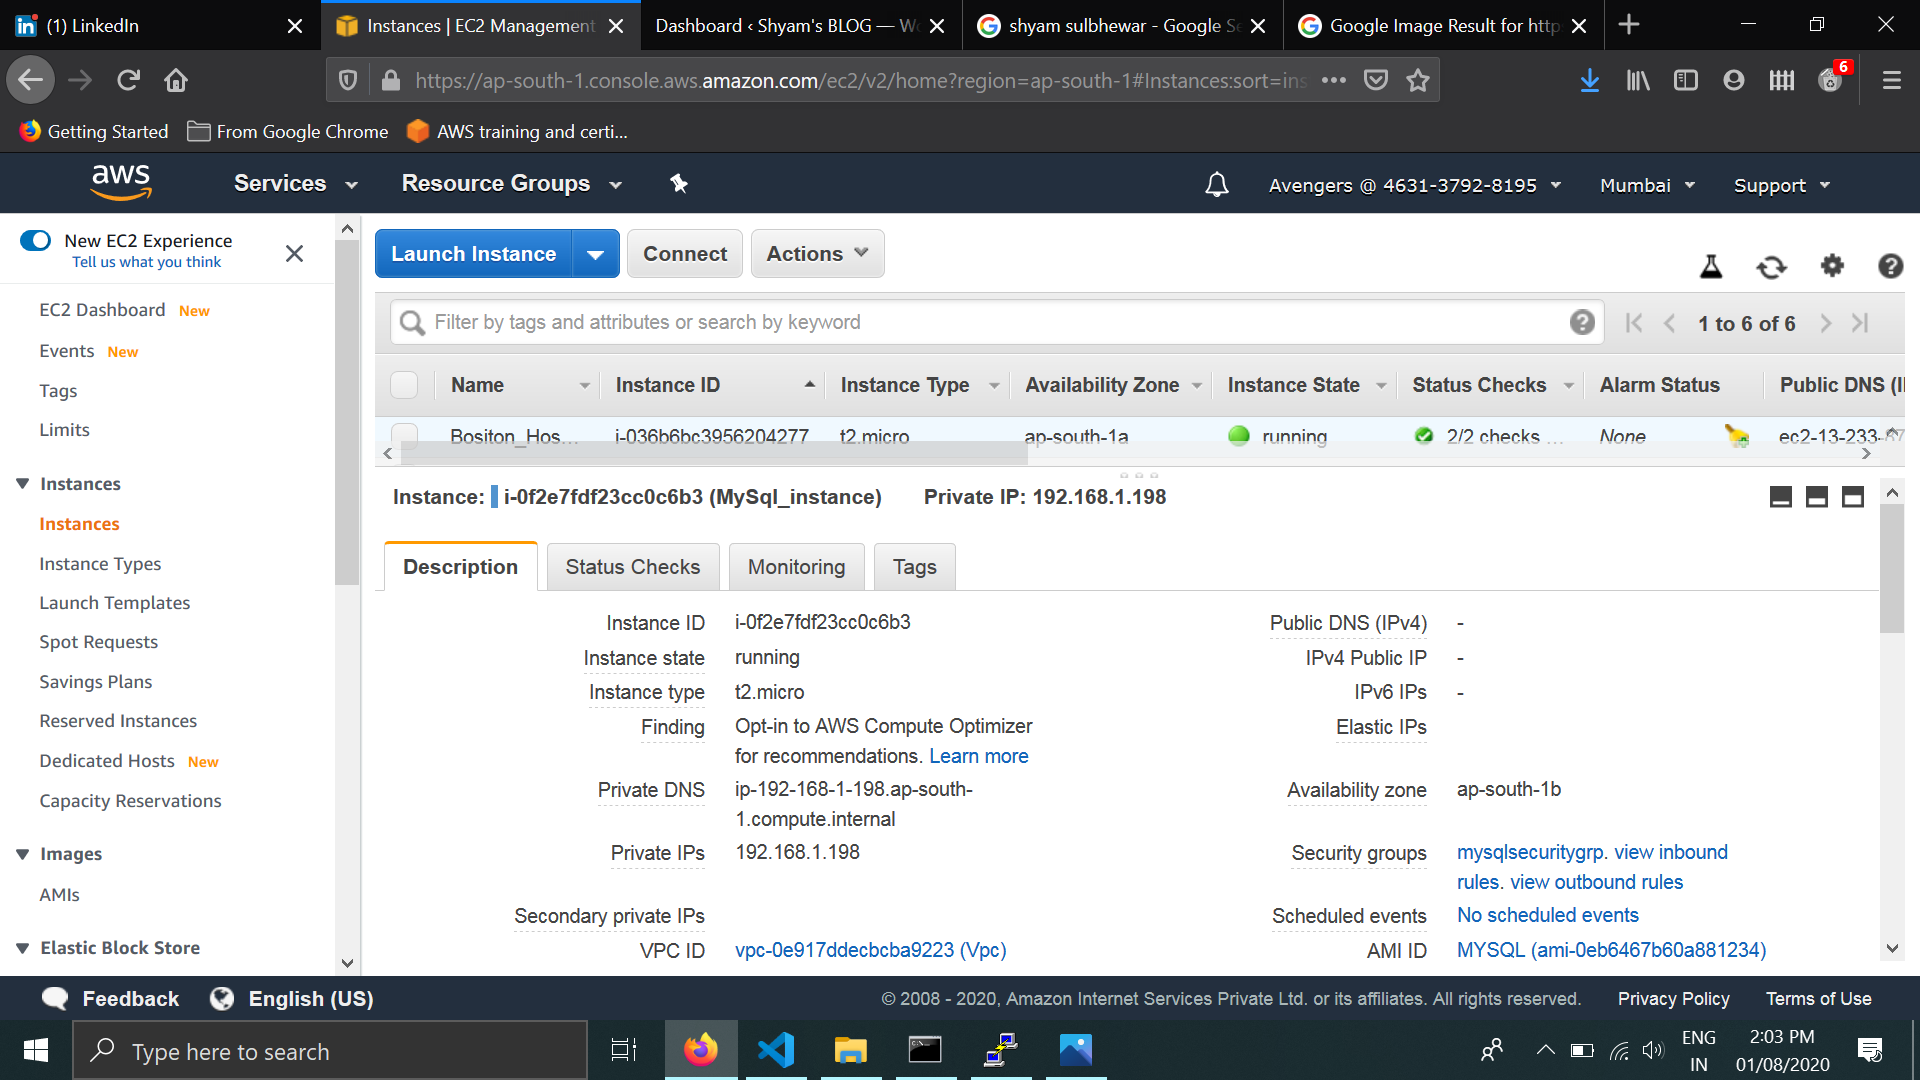 (1) LinkedIn
Instances | EC2 Management
Dashboard ‹ Shyam's BLOG — Wo
shyam sulbhewar - Google Se
Google Image Result for http
https://ap-south-1.console.aws.amazon.com/ec2/v2/home?region=ap-south-1#Instances:sort=ins
6
Getting Started
From Google Chrome
AWS training and certi...
aws
Services
Resource Groups
Avengers @ 4631-3792-8195
Mumbai
Support
New EC2 Experience
Tell us what you think
EC2 Dashboard New
Events New
Tags
Limits
Instances
Instances
Instance Types
Launch Templates
Spot Requests
Savings Plans
Reserved Instances
Dedicated Hosts New
Capacity Reservations
Images
AMIs
Elastic Block Store
Launch Instance
Connect
Actions
Filter by tags and attributes or search by keyword
1 to 6 of 6
Name
Instance ID
Instance Type
Availability Zone
Instance State
Status Checks
Alarm Status
Public DNS (I
Bositon_Hos...
i-036b6bc3956204277
t2.micro
ap-south-1a
running
2/2 checks ...
None
ec2-13-233-87
Instance: i-0f2e7fdf23cc0c6b3 (MySql_instance)
Private IP: 192.168.1.198
Description
Status Checks
Monitoring
Tags
Instance ID i-0f2e7fdf23cc0c6b3
Instance state running
Instance type t2.micro
Finding Opt-in to AWS Compute Optimizer
for recommendations. Learn more
Private DNS ip-192-168-1-198.ap-south-
1.compute.internal
Private IPs 192.168.1.198
Secondary private IPs
VPC ID vpc-0e917ddecbcba9223 (Vpc)
Public DNS (IPv4) -
IPv4 Public IP -
IPv6 IPs -
Elastic IPs
Availability zone ap-south-1b
Security groups mysqlsecuritygrp. view inbound
rules. view outbound rules
Scheduled events No scheduled events
AMI ID MYSQL (ami-0eb6467b60a881234)
Feedback
English (US)
© 2008 - 2020, Amazon Internet Services Private Ltd. or its affiliates. All rights reserved.
Privacy Policy
Terms of Use
Type here to search
ENG
IN
2:03 PM
01/08/2020